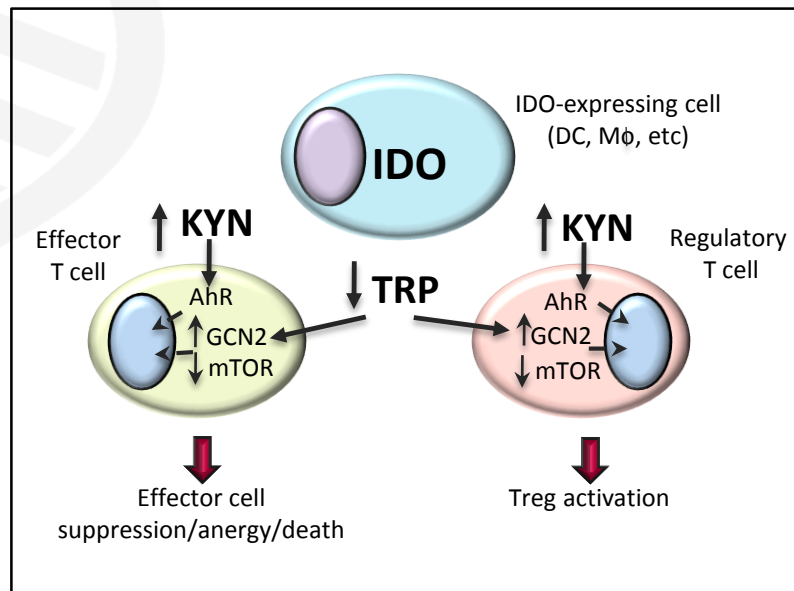 IDO-expressing cell
(DC, Mϕ, etc)
IDO
KYN
KYN
Effector
T cell
Regulatory
T cell
TRP
AhR
GCN2
mTOR
AhR
GCN2
mTOR
Effector cell
suppression/anergy/death
Treg activation